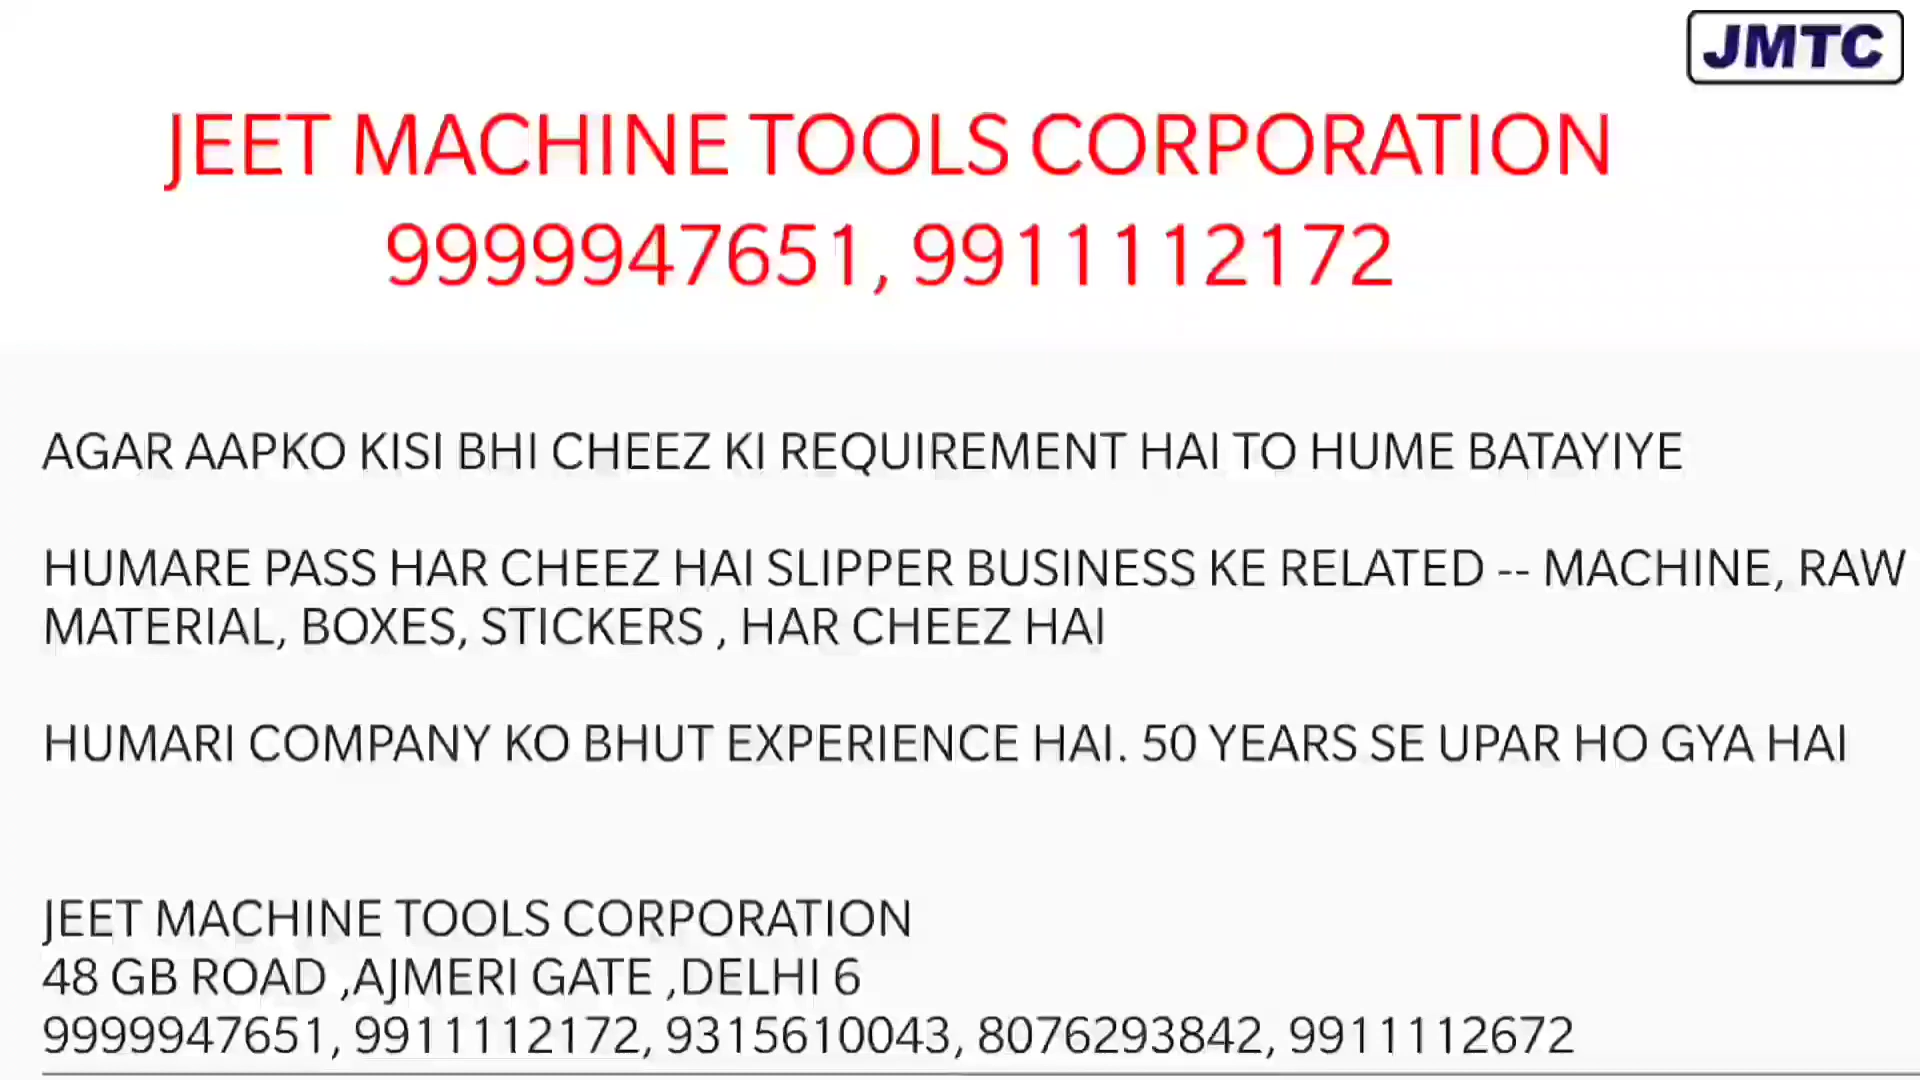 JMTC
JEET MACHINE TOOLS CORPORATION
9999947651, 9911112172
AGAR AAPKO KISI BHI CHEEZ KI REQUIREMENT HAI TO HUME BATAYIYE
HUMARE PASS HAR CHEEZ HAI SLIPPER BUSINESS KE RELATED -- MACHINE, RAW
MATERIAL, BOXES, STICKERS , HAR CHEEZ HAI
HUMARI COMPANY KO BHUT EXPERIENCE HAI. 50 YEARS SE UPAR HO GYA HAI
JEET MACHINE TOOLS CORPORATION
48 GB ROAD ,AJMERI GATE ,DELHI 6
9999947651, 9911112172, 9315610043, 8076293842, 9911112672